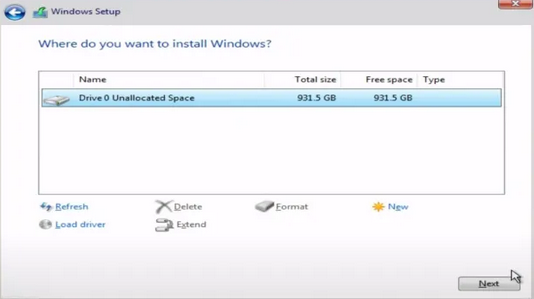 Windows Setup
Where do you want to install Windows?
Name Total size Free space Type
Drive 0 Unallocated Space 931.5 GB 931.5 GB
Refresh Delete Format New
Load driver Extend
Next